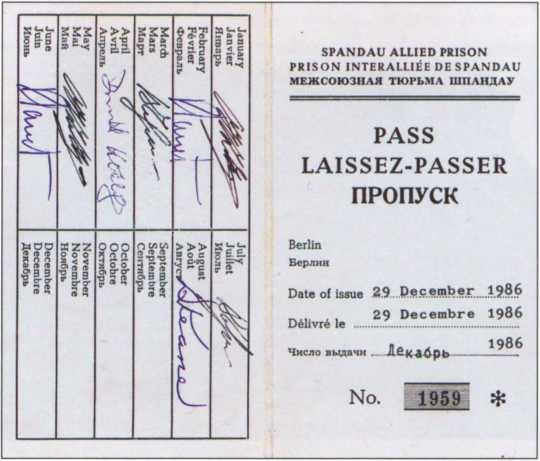 SPANDAU ALLIED PRISON
PRISON INTERALLIÉE DE SPANDAU
МЕЖСОЮЗНАЯ ТЮРЬМА ШПАНДАУ
PASS
LAISSEZ-PASSER
ПРОПУСК
Berlin
Берлин
Date of issue 29 December 1986
Délivré le 29 Decembre 1986
Число выдачи Декабрь 1986
No. 1959 *
January
Janvier
Январь
February
Février
Февраль
March
Mars
Март
April
Avril
Апрель
May
Mai
Май
June
Juin
Июнь
July
Juillet
Июль
August
Août
Август
September
Septembre
Сентябрь
October
Octobre
Октябрь
November
Novembre
Ноябрь
December
Decembre
Декабрь